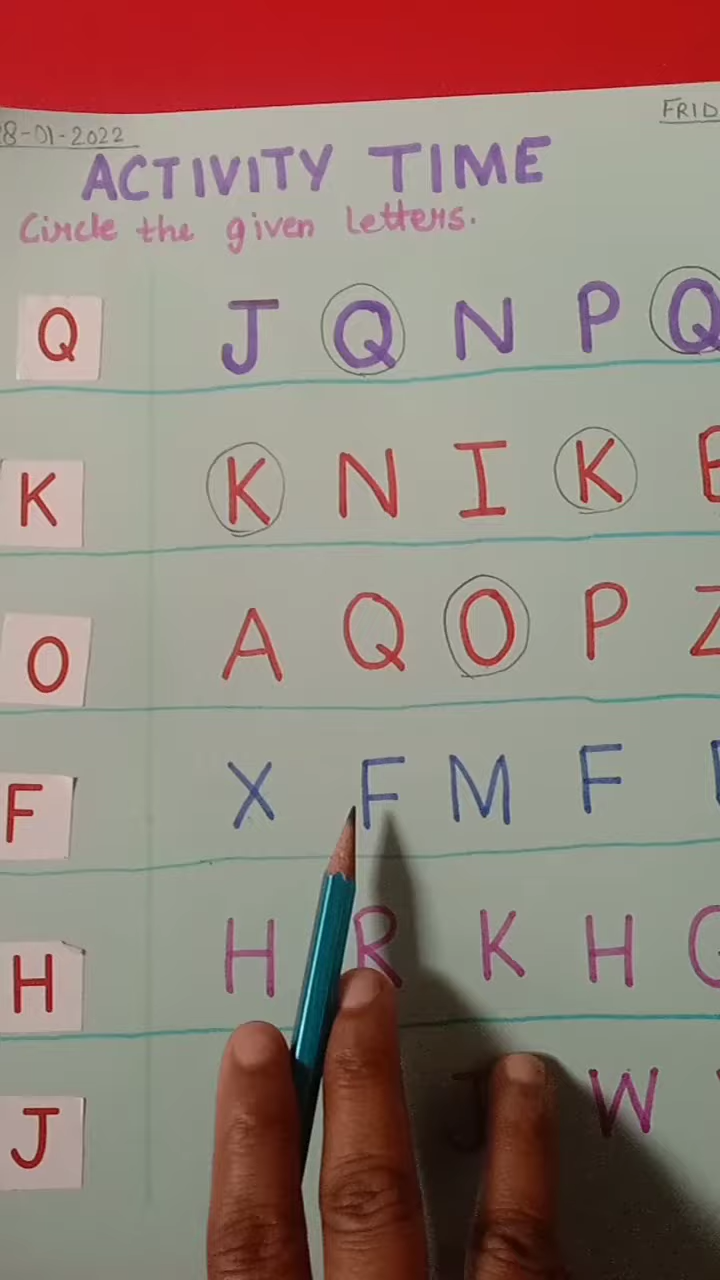 8-01-2022 FRID
ACTIVITY TIME
Circle the given letters.
Q J Q N P Q
K K N I K
O A Q O P Z
F X F M F
H H R K H
J J W